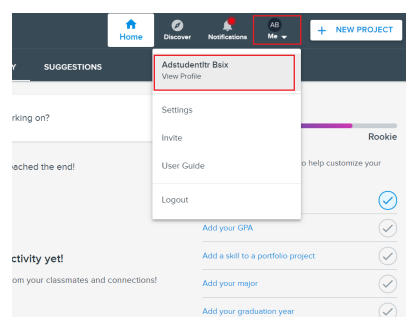 AB
Home
Discover
Notifications
Me
+ NEW PROJECT
SUGGESTIONS
Adstudentltr Bsix
View Profile
Settings
Invite
User Guide
Logout
rking on?
Rookie
ached the end!
o help customize your
Add your GPA
ctivity yet!
Add a skill to a portfolio project
om your classmates and connections!
Add your major
Add your graduation year